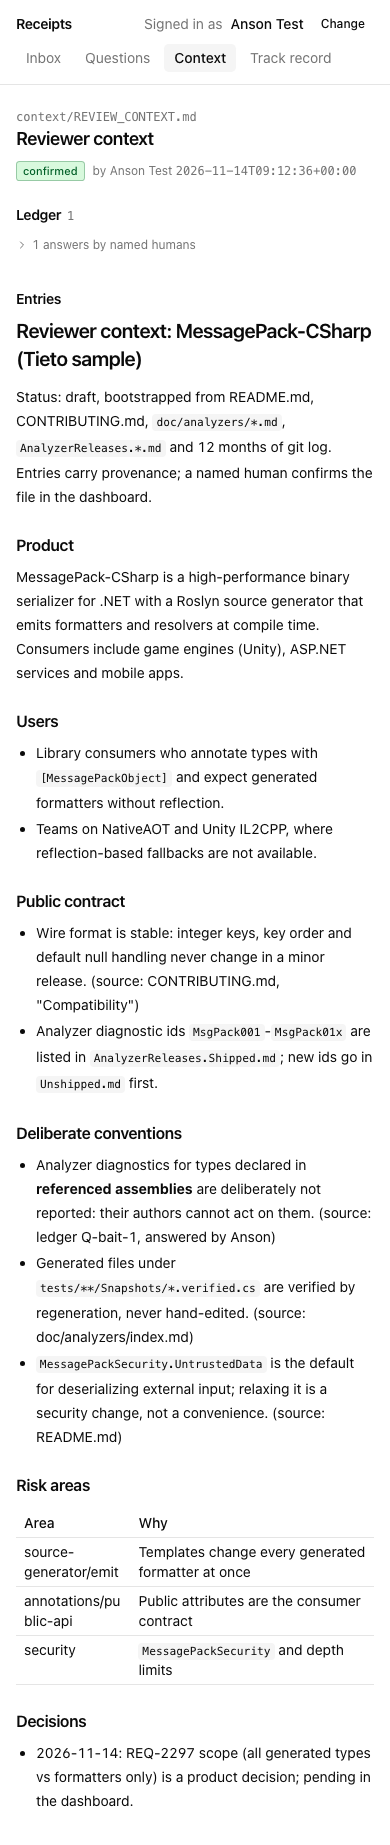 Receipts
Signed in as Anson Test Change
Inbox Questions Context Track record
context/REVIEW_CONTEXT.md
Reviewer context
confirmed by Anson Test 2026-11-14T09:12:36+00:00
Ledger 1
1 answers by named humans
Entries
Reviewer context: MessagePack-CSharp
(Tieto sample)
Status: draft, bootstrapped from README.md,
CONTRIBUTING.md, doc/analyzers/*.md,
AnalyzerReleases.*.md and 12 months of git log.
Entries carry provenance; a named human confirms the
file in the dashboard.
Product
MessagePack-CSharp is a high-performance binary
serializer for .NET with a Roslyn source generator that
emits formatters and resolvers at compile time.
Consumers include game engines (Unity), ASP.NET
services and mobile apps.
Users
• Library consumers who annotate types with
[MessagePackObject] and expect generated
formatters without reflection.
• Teams on NativeAOT and Unity IL2CPP, where
reflection-based fallbacks are not available.
Public contract
• Wire format is stable: integer keys, key order and
default null handling never change in a minor
release. (source: CONTRIBUTING.md,
"Compatibility")
• Analyzer diagnostic ids MsgPack001-MsgPack01x are
listed in AnalyzerReleases.Shipped.md; new ids go in
Unshipped.md first.
Deliberate conventions
• Analyzer diagnostics for types declared in
referenced assemblies are deliberately not
reported: their authors cannot act on them. (source:
ledger Q-bait-1, answered by Anson)
• Generated files under
tests/**/Snapshots/*.verified.cs are verified by
regeneration, never hand-edited. (source:
doc/analyzers/index.md)
• MessagePackSecurity.UntrustedData is the default
for deserializing external input; relaxing it is a
security change, not a convenience. (source:
README.md)
Risk areas
Area Why
source-
generator/emit
Templates change every generated
formatter at once
annotations/pu
blic-api
Public attributes are the consumer
contract
security
MessagePackSecurity and depth
limits
Decisions
• 2026-11-14: REQ-2297 scope (all generated types
vs formatters only) is a product decision; pending in
the dashboard.